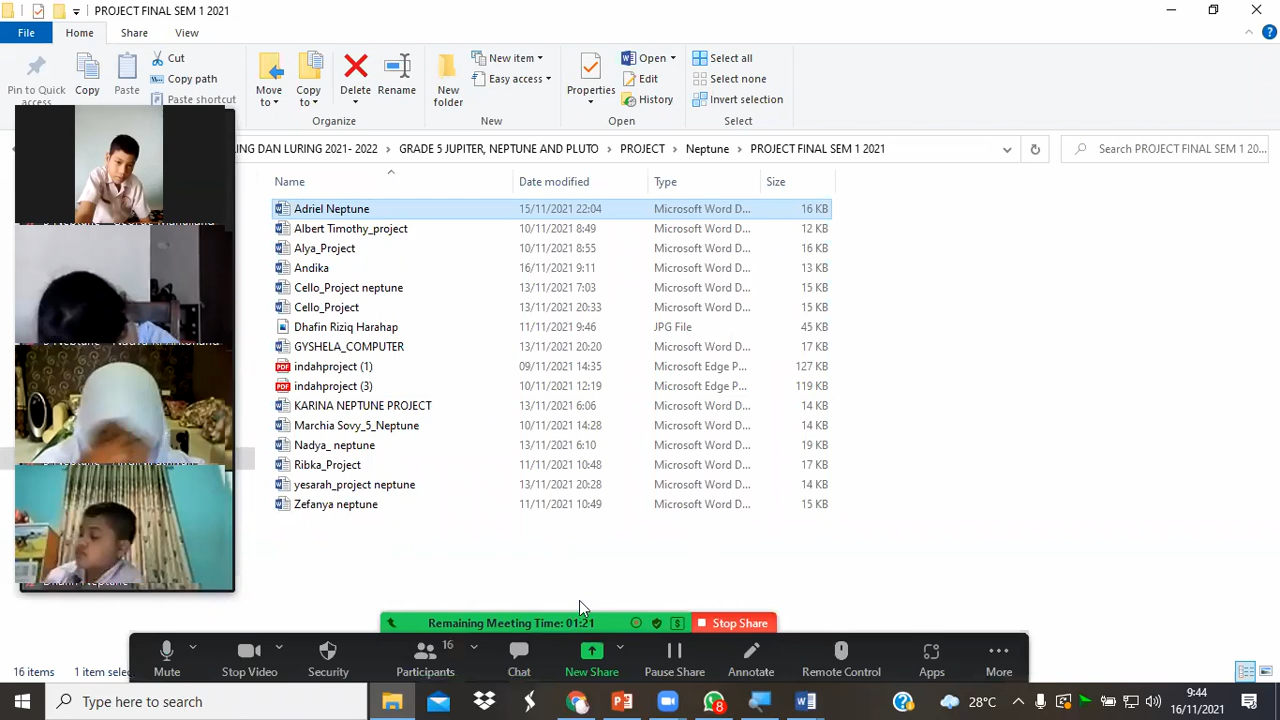 PROJECT FINAL SEM 1 2021
File Home Share View
Pin to Quick access
Copy
Paste
Cut
Copy path
Paste shortcut
Move to
Copy to
Delete
Rename
Organize
New folder
New item
Easy access
New
Properties
Open
Edit
History
Open
Select all
Select none
Invert selection
Select
ING DAN LURING 2021- 2022 GRADE 5 JUPITER, NEPTUNE AND PLUTO PROJECT Neptune PROJECT FINAL SEM 1 2021
Search PROJECT FINAL SEM 1 20...
Name Date modified Type Size
Adriel Neptune 15/11/2021 22:04 Microsoft Word D... 16 KB
Albert Timothy_project 10/11/2021 8:49 Microsoft Word D... 12 KB
Alya_Project 10/11/2021 8:55 Microsoft Word D... 16 KB
Andika 16/11/2021 9:11 Microsoft Word D... 13 KB
Cello_Project neptune 13/11/2021 7:03 Microsoft Word D... 15 KB
Cello_Project 13/11/2021 20:33 Microsoft Word D... 15 KB
Dhafin Riziq Harahap 11/11/2021 9:46 JPG File 45 KB
GYSHELA_COMPUTER 13/11/2021 20:20 Microsoft Word D... 17 KB
indahproject (1) 09/11/2021 14:35 Microsoft Edge P... 127 KB
indahproject (3) 10/11/2021 12:19 Microsoft Edge P... 119 KB
KARINA NEPTUNE PROJECT 13/11/2021 6:06 Microsoft Word D... 14 KB
Marchia Sovy_5_Neptune 10/11/2021 14:28 Microsoft Word D... 14 KB
Nadya_ neptune 13/11/2021 6:10 Microsoft Word D... 19 KB
Ribka_Project 11/11/2021 10:48 Microsoft Word D... 17 KB
yesarah_project neptune 13/11/2021 20:28 Microsoft Word D... 14 KB
Zefanya neptune 11/11/2021 10:49 Microsoft Word D... 15 KB
Remaining Meeting Time: 01:21
Stop Share
Mute
Stop Video
Security
Participants 16
Chat
New Share
Pause Share
Annotate
Remote Control
Apps
More
16 items 1 item selec
Type here to search
8
28°C
9:44
16/11/2021